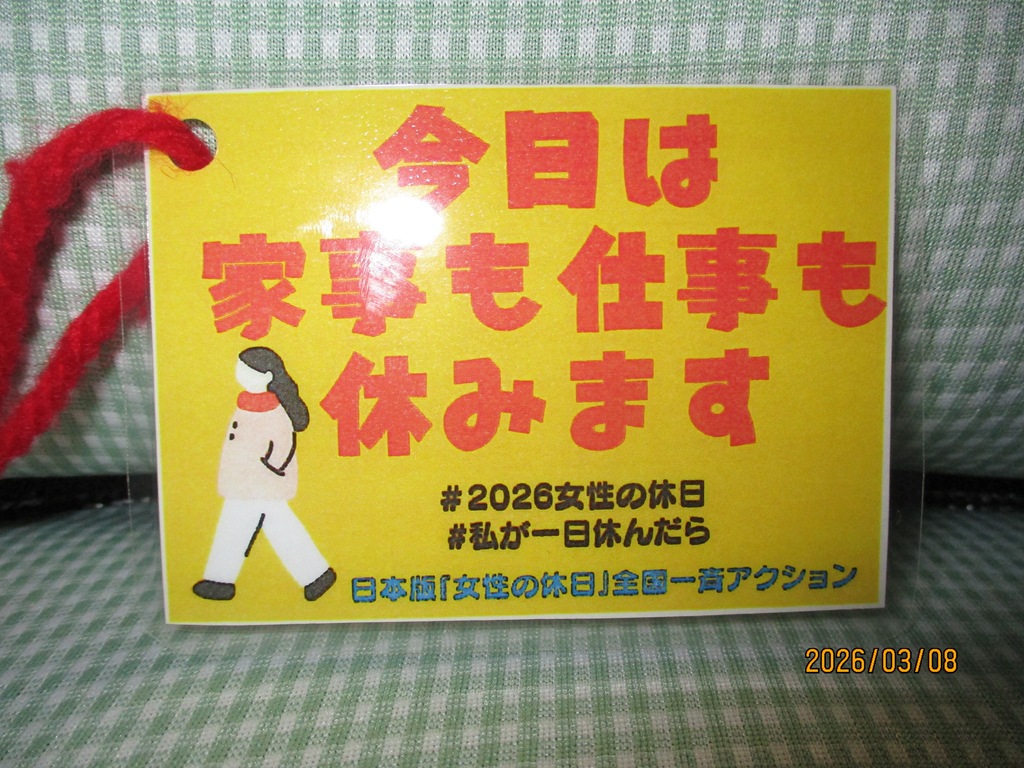 今日は
家事も仕事も
休みます
#2026女性の休日
#私が一日休んだら
日本版「女性の休日」全国一斉アクション
2026/03/08